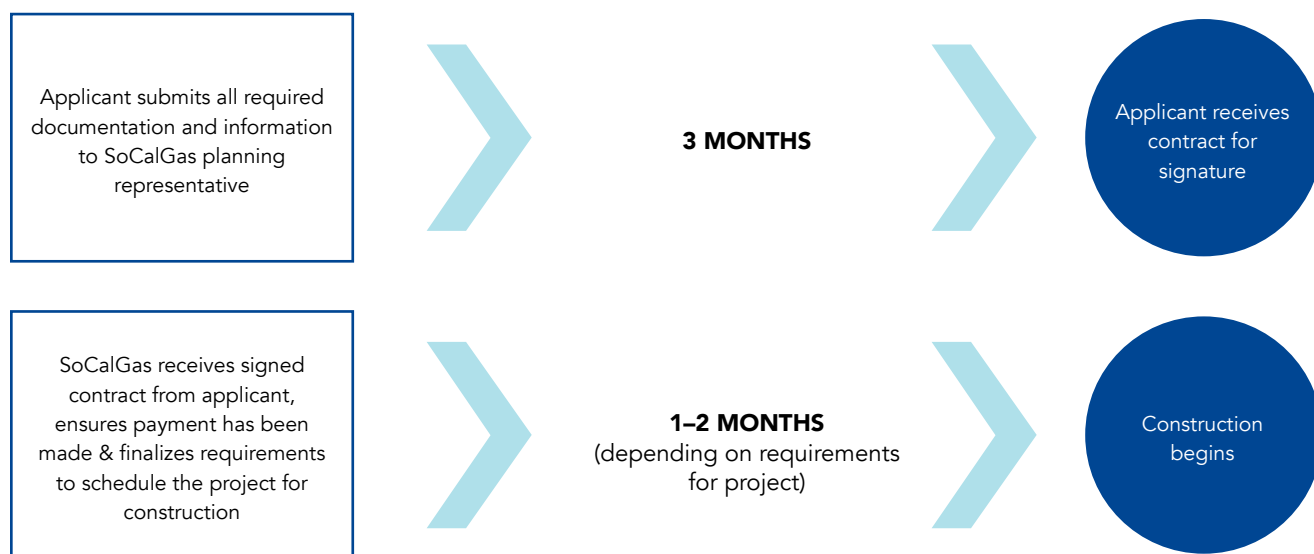 Applicant submits all required
documentation and information
to SoCalGas planning
representative
3 MONTHS
Applicant receives
contract for
signature
SoCalGas receives signed
contract from applicant,
ensures payment has been
made & finalizes requirements
to schedule the project for
construction
1–2 MONTHS
(depending on requirements
for project)
Construction
begins